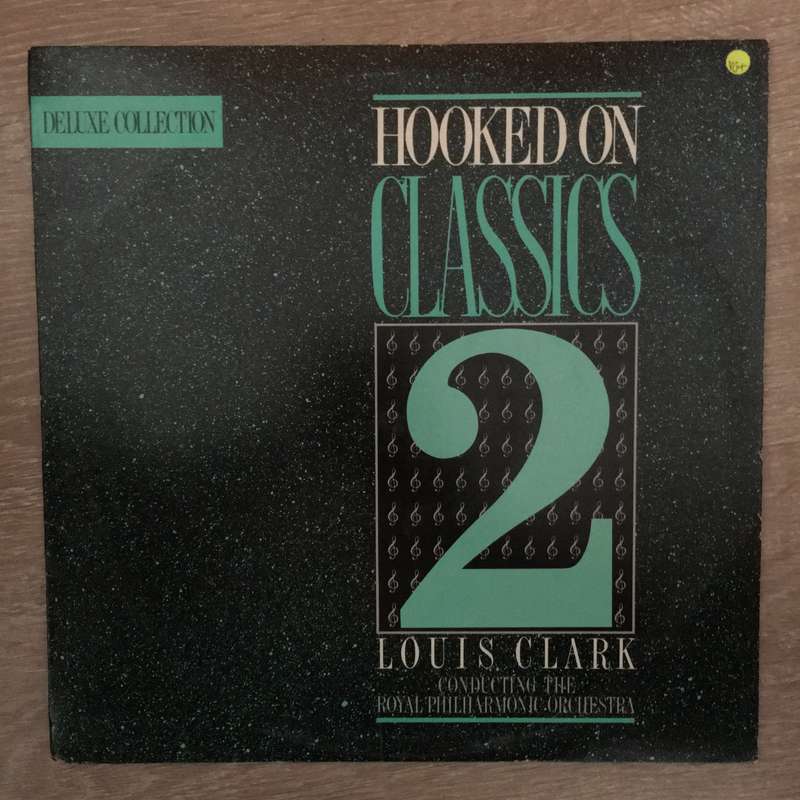 DELUXE COLLECTION
HOOKED ON
CLASSICS
2
LOUIS CLARK
CONDUCTING THE
ROYAL PHILHARMONIC ORCHESTRA